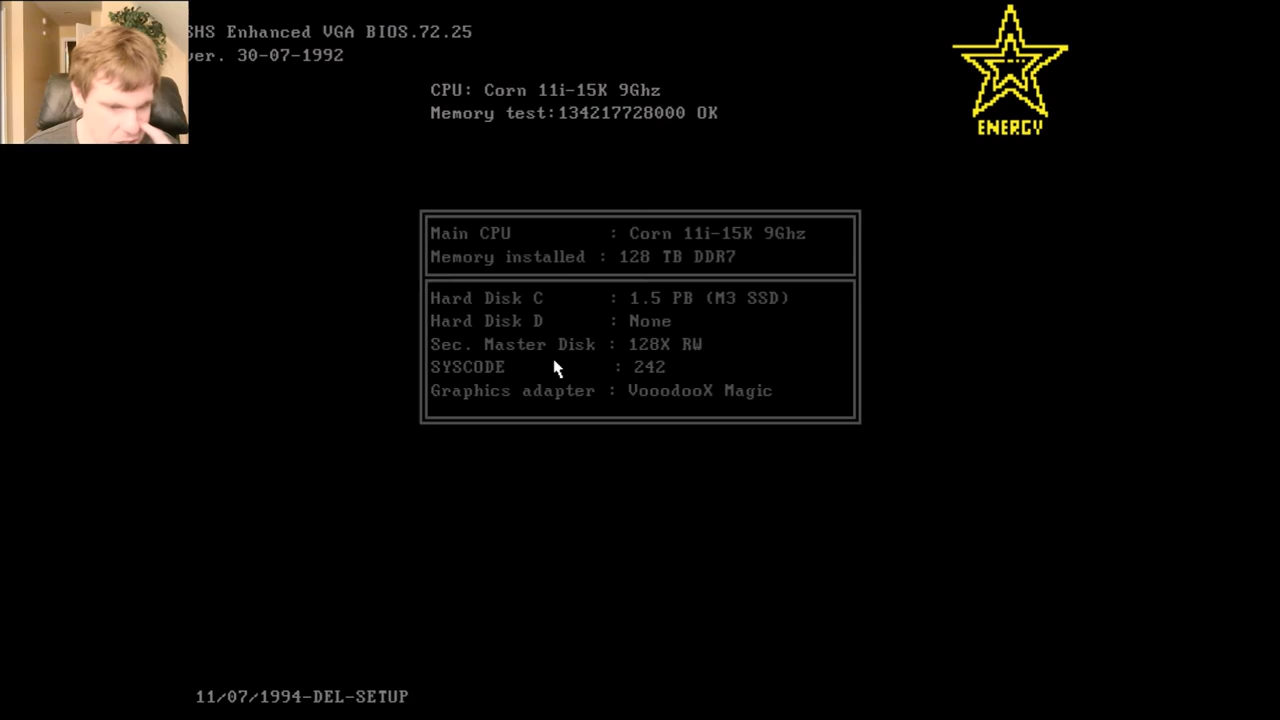 SHS Enhanced VGA BIOS.72.25
ver. 30-07-1992
ENERGY
CPU: Corn 11i-15K 9Ghz
Memory test:134217728000 OK
Main CPU : Corn 11i-15K 9Ghz
Memory installed : 128 TB DDR7
Hard Disk C : 1.5 PB (M3 SSD)
Hard Disk D : None
Sec. Master Disk : 128X RW
SYSCODE : 242
Graphics adapter : VooodooX Magic
11/07/1994-DEL-SETUP